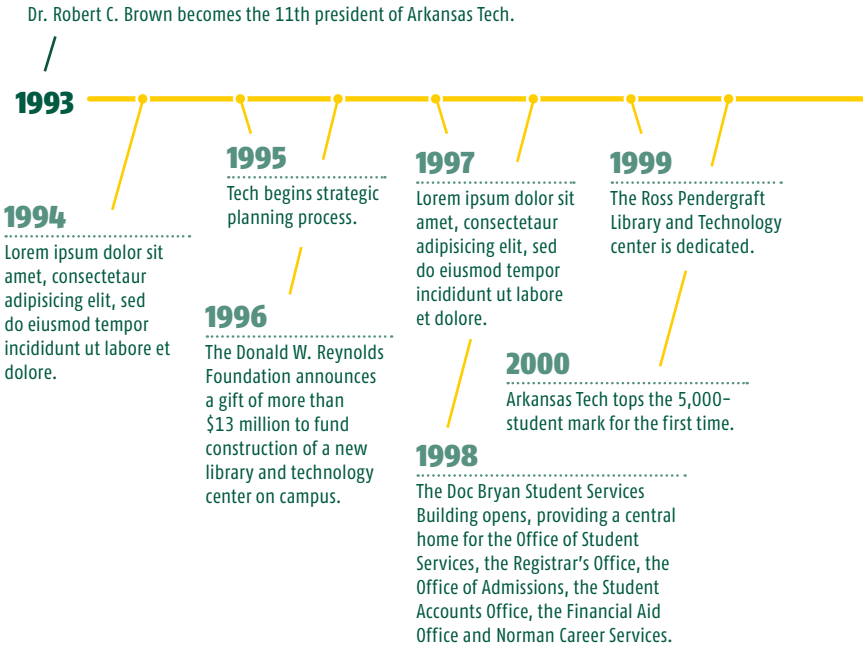 Dr. Robert C. Brown becomes the 11th president of Arkansas Tech.
1993
1994
Lorem ipsum dolor sit
amet, consectetaur
adipisicing elit, sed
do eiusmod tempor
incididunt ut labore et
dolore.
1995
Tech begins strategic
planning process.
1996
The Donald W. Reynolds
Foundation announces
a gift of more than
$13 million to fund
construction of a new
library and technology
center on campus.
1997
Lorem ipsum dolor sit
amet, consectetaur
adipisicing elit, sed
do eiusmod tempor
incididunt ut labore
et dolore.
1998
The Doc Bryan Student Services
Building opens, providing a central
home for the Office of Student
Services, the Registrar’s Office, the
Office of Admissions, the Student
Accounts Office, the Financial Aid
Office and Norman Career Services.
1999
The Ross Pendergraft
Library and Technology
center is dedicated.
2000
Arkansas Tech tops the 5,000-
student mark for the first time.